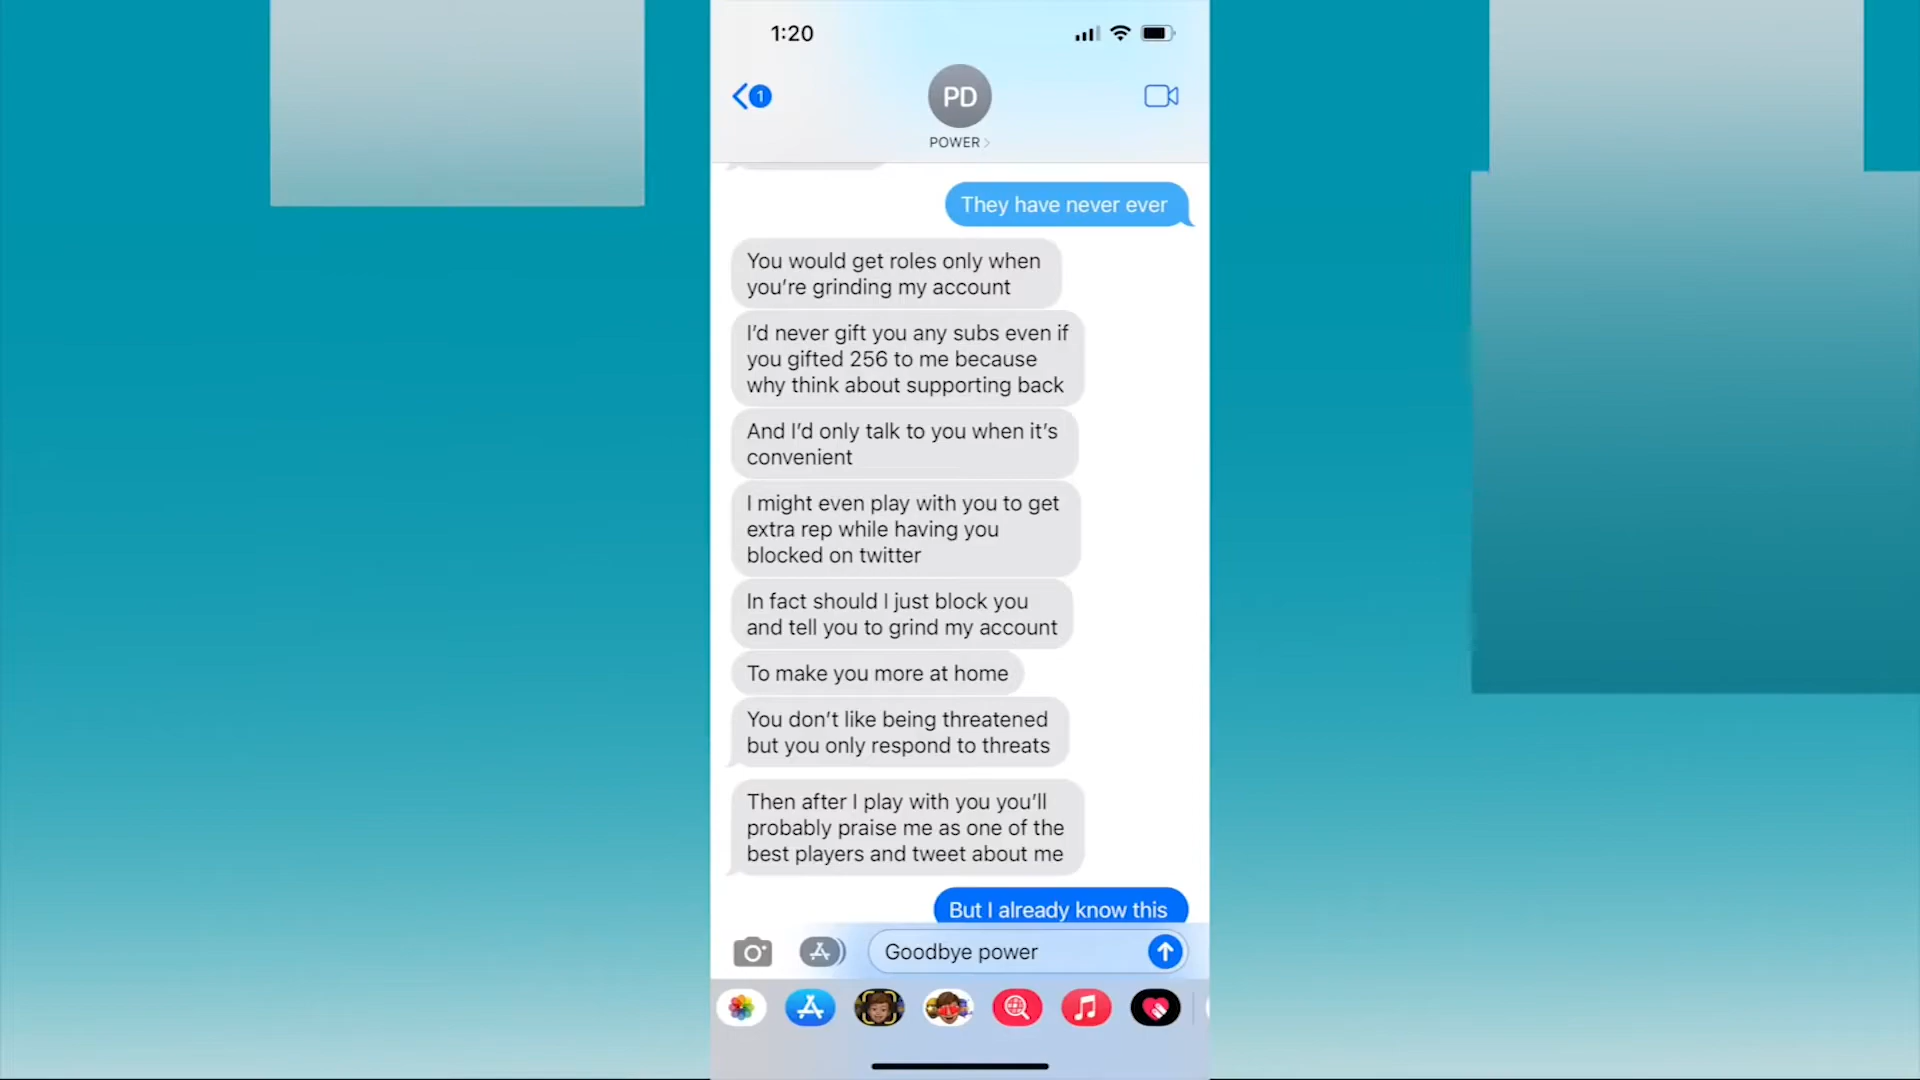 1:20
1
PD
POWER
They have never ever
You would get roles only when
you’re grinding my account
I’d never gift you any subs even if
you gifted 256 to me because
why think about supporting back
And I’d only talk to you when it’s
convenient
I might even play with you to get
extra rep while having you
blocked on twitter
In fact should I just block you
and tell you to grind my account
To make you more at home
You don’t like being threatened
but you only respond to threats
Then after I play with you you’ll
probably praise me as one of the
best players and tweet about me
But I already know this
Goodbye power